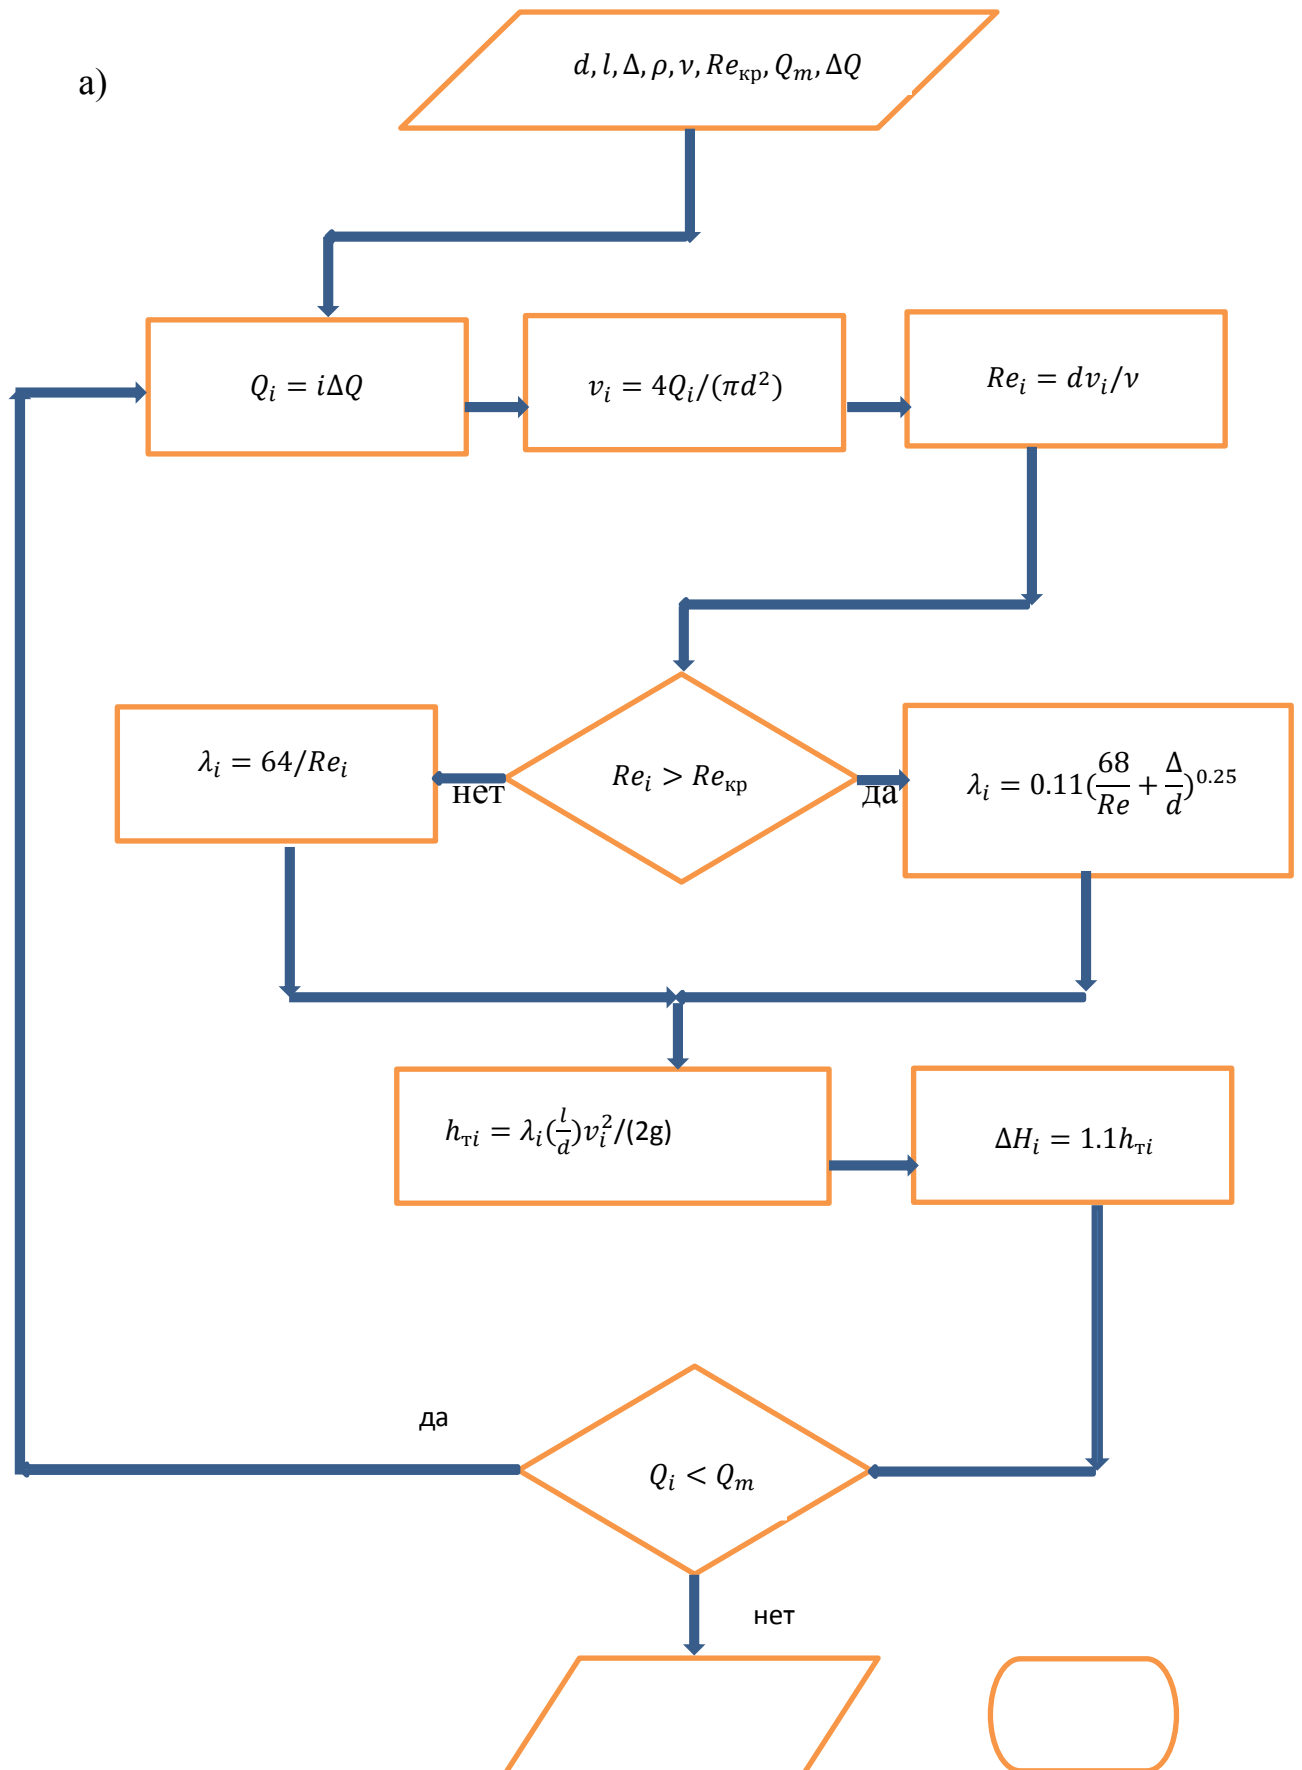 а)
d, l, Δ, ρ, ν, Re_кр, Q_m, ΔQ
Q_i = iΔQ
v_i = 4Q_i/(πd²)
Re_i = dv_i/ν
λ_i = 64/Re_i
нет
Re_i > Re_кр
да
λ_i = 0.11(68/Re + Δ/d)^0.25
h_тi = λ_i(l/d)v_i²/(2g)
ΔH_i = 1.1h_тi
да
Q_i < Q_m
нет